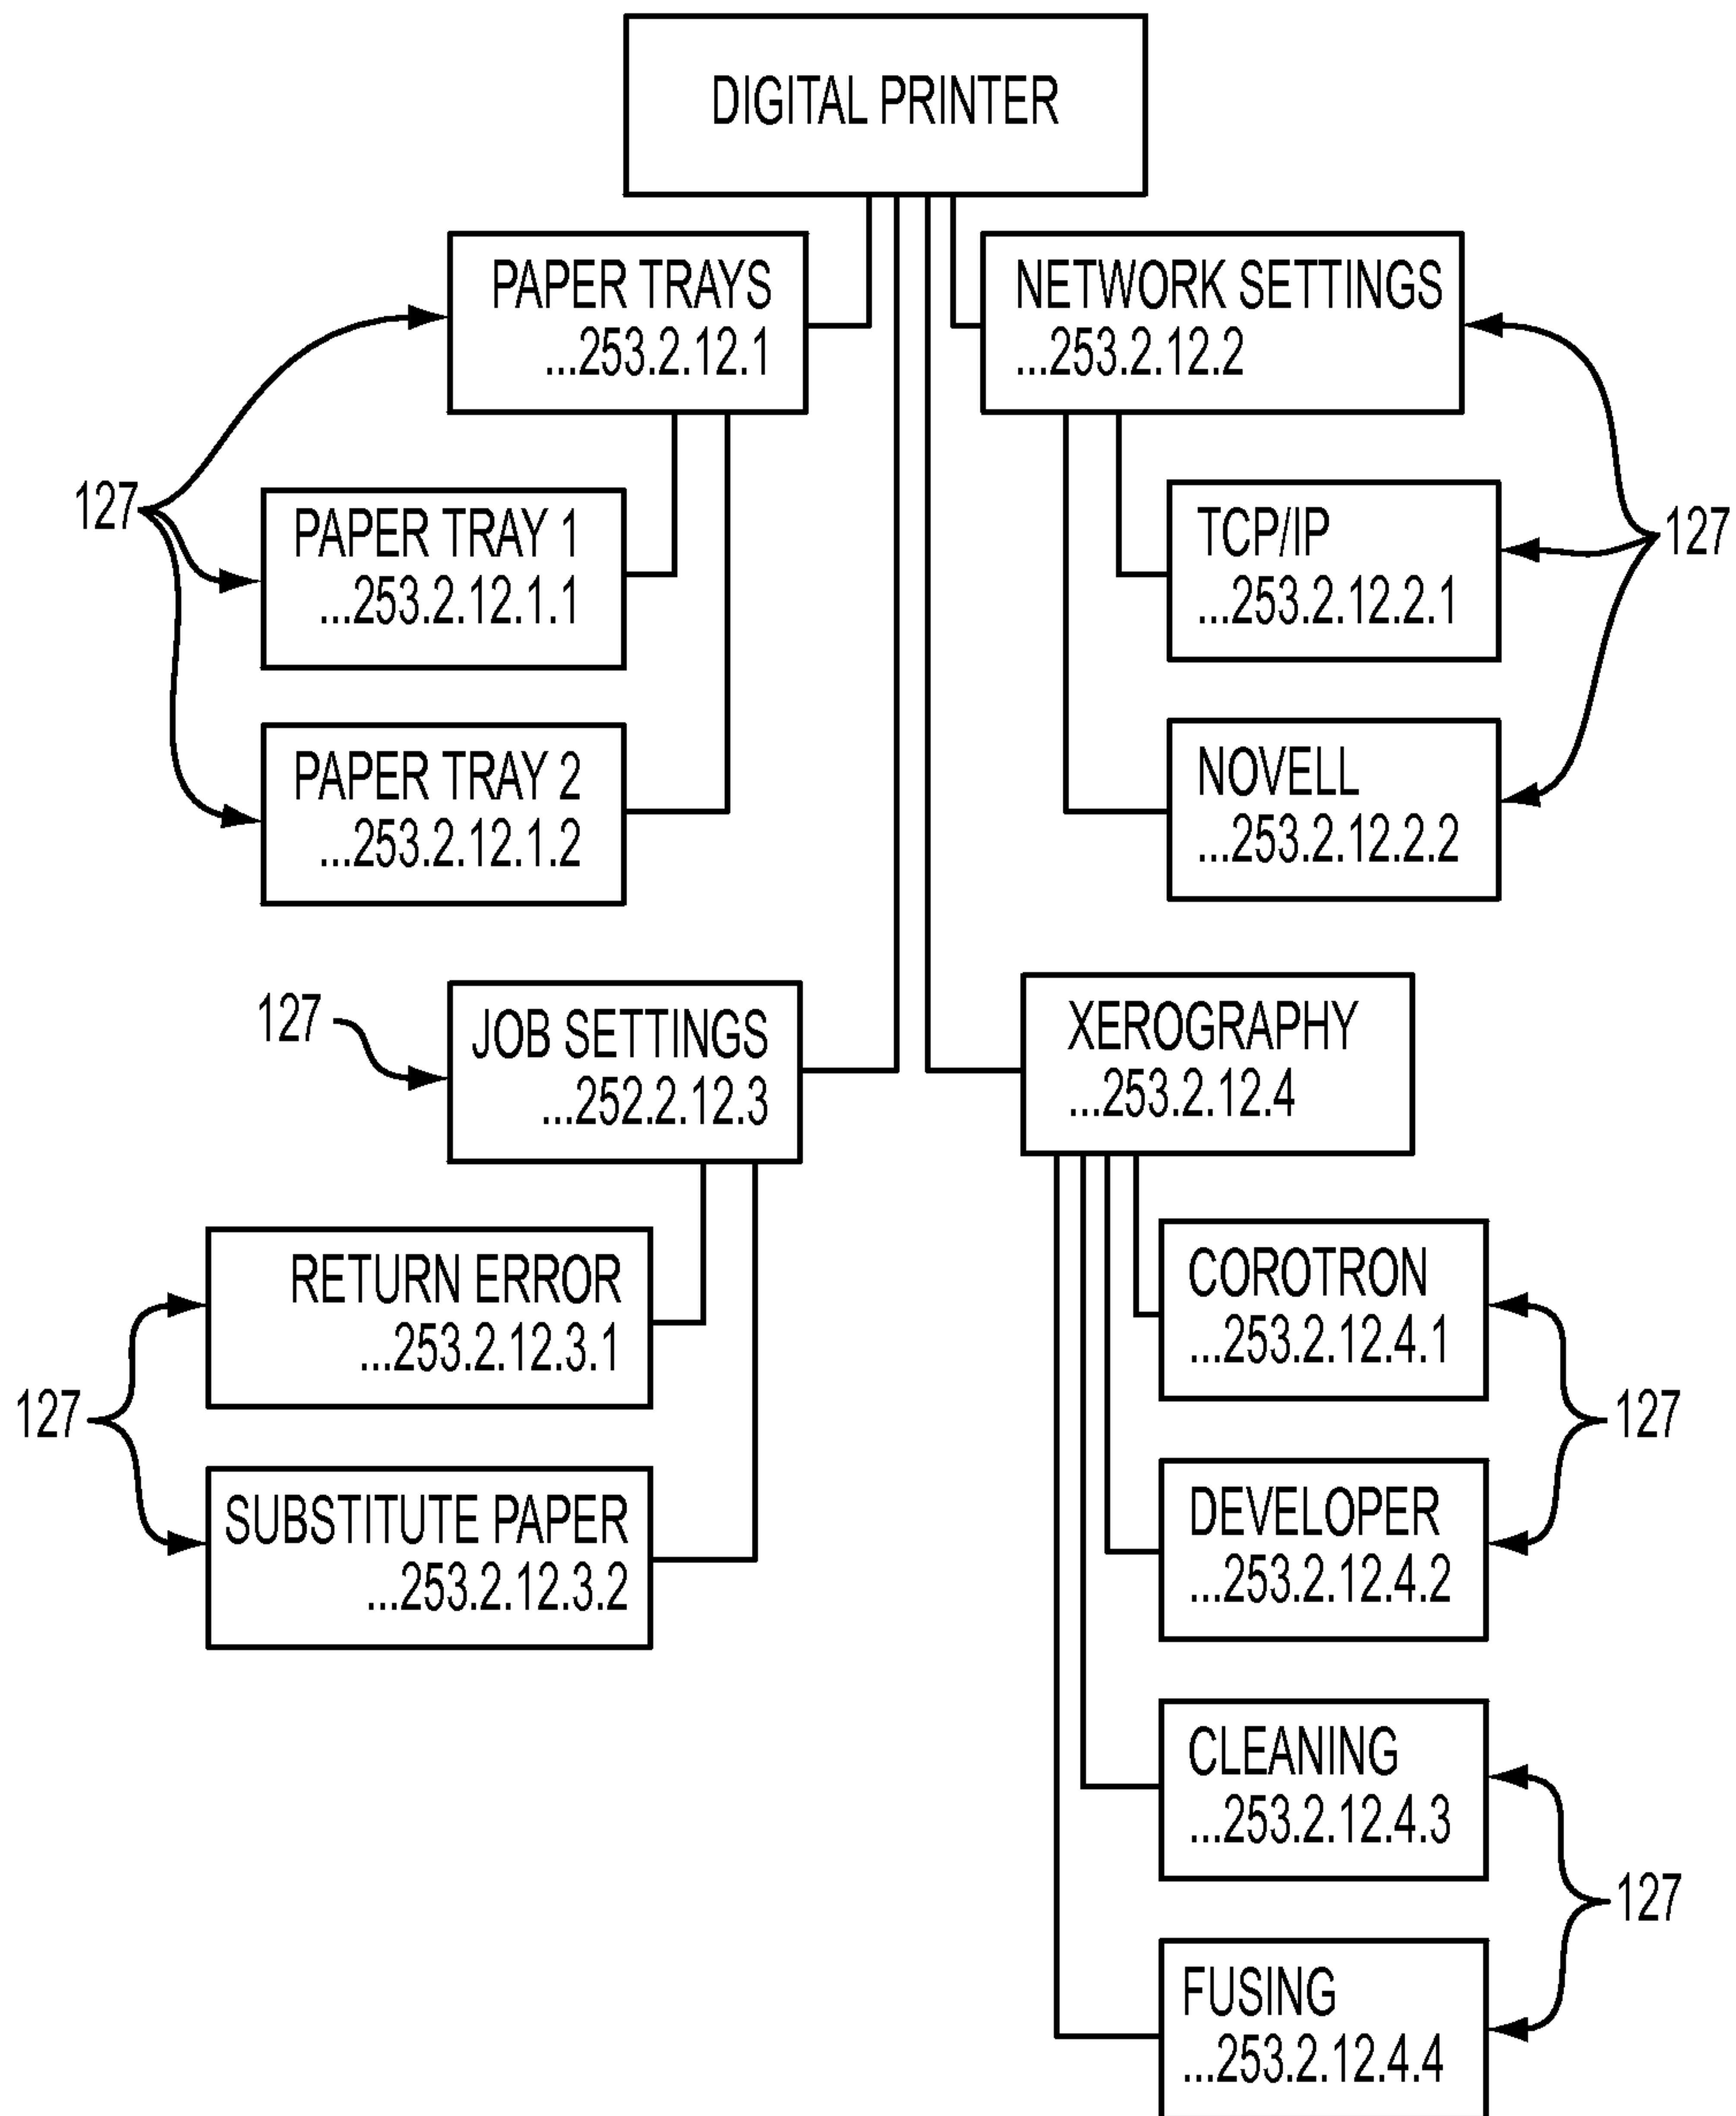 DIGITAL PRINTER
PAPER TRAYS
...253.2.12.1
NETWORK SETTINGS
...253.2.12.2
127
PAPER TRAY 1
...253.2.12.1.1
TCP/IP
...253.2.12.2.1
127
PAPER TRAY 2
...253.2.12.1.2
NOVELL
...253.2.12.2.2
127
JOB SETTINGS
...252.2.12.3
XEROGRAPHY
...253.2.12.4
RETURN ERROR
...253.2.12.3.1
COROTRON
...253.2.12.4.1
127
127
SUBSTITUTE PAPER
...253.2.12.3.2
DEVELOPER
...253.2.12.4.2
CLEANING
...253.2.12.4.3
127
FUSING
...253.2.12.4.4